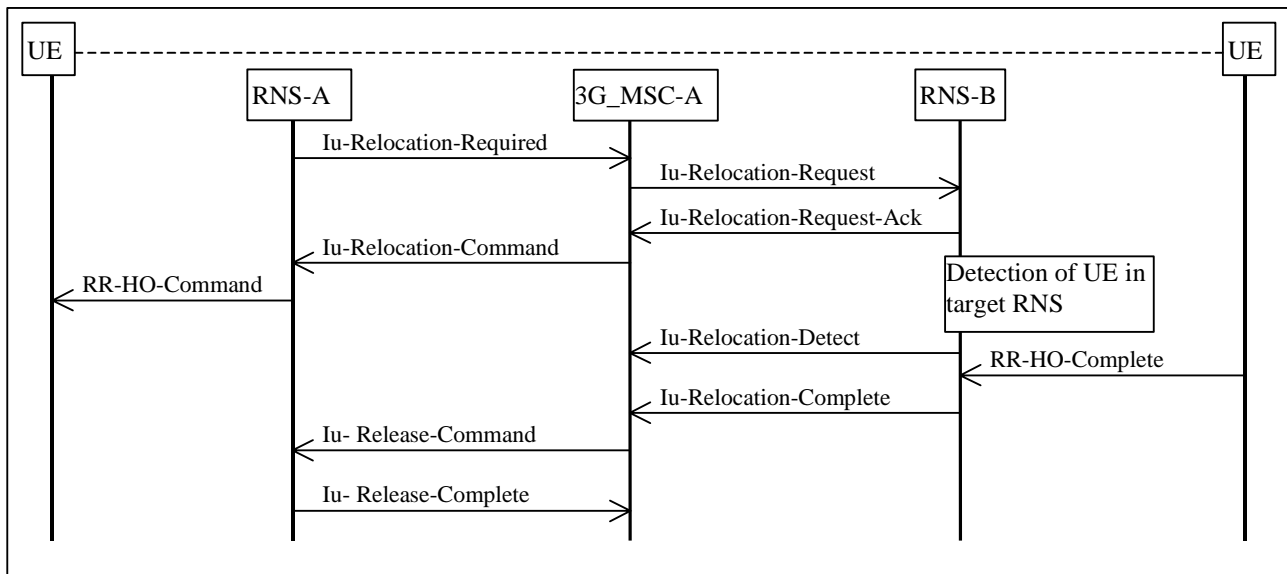 UE
UE
RNS-A
3G_MSC-A
RNS-B
Iu-Relocation-Required
Iu-Relocation-Request
Iu-Relocation-Request-Ack
Iu-Relocation-Command
Detection of UE in
target RNS
RR-HO-Command
Iu-Relocation-Detect
RR-HO-Complete
Iu-Relocation-Complete
Iu- Release-Command
Iu- Release-Complete